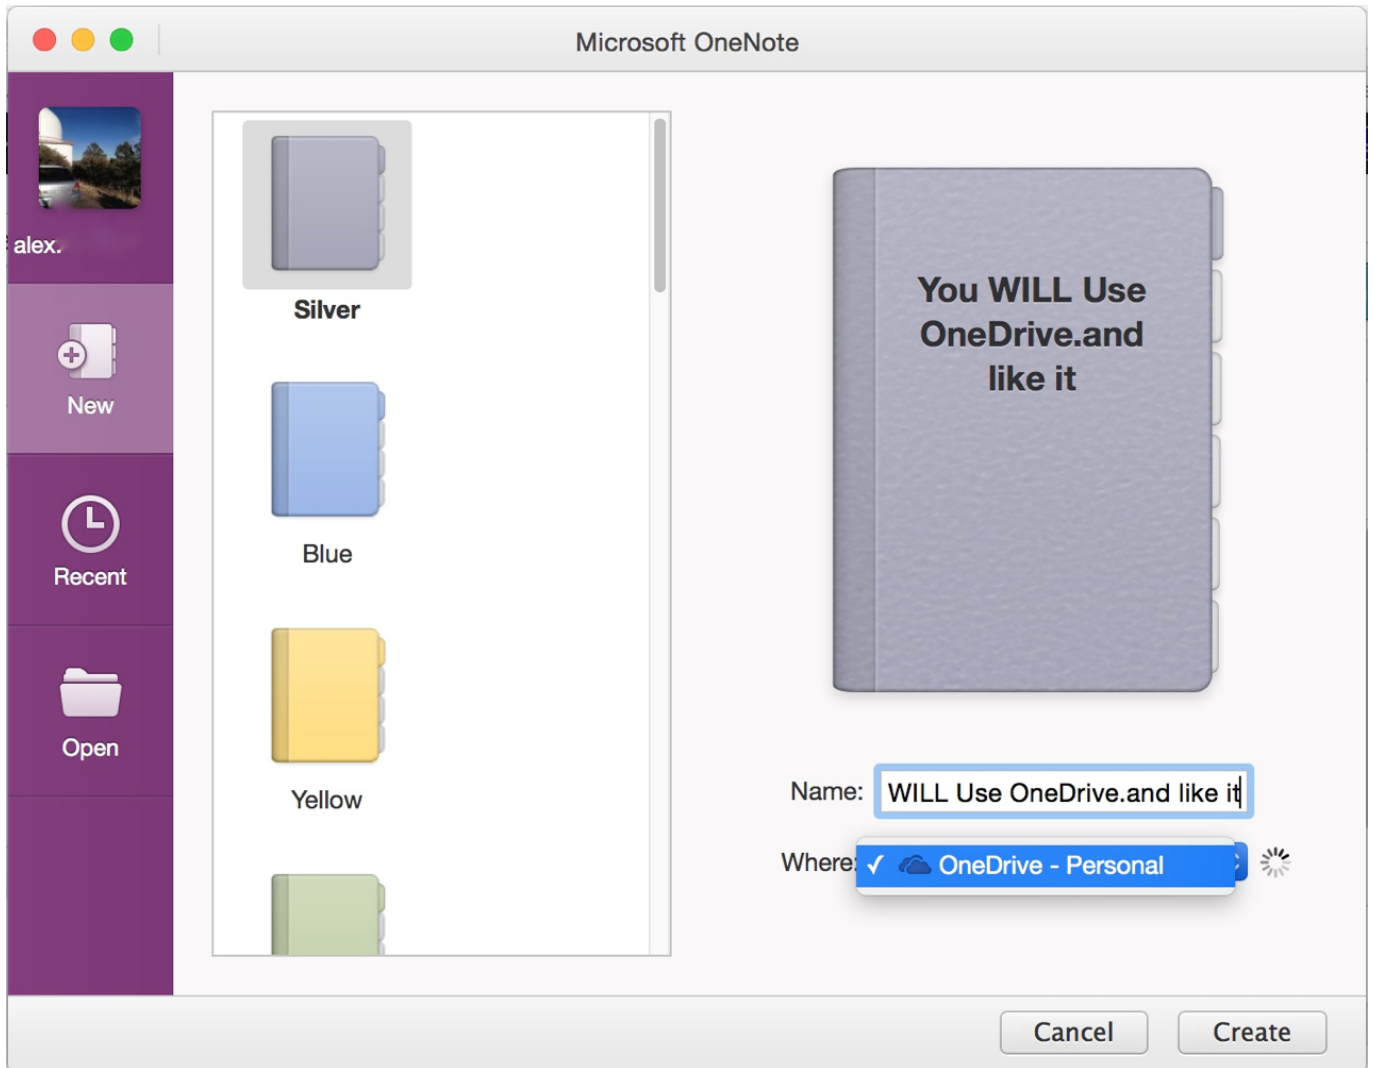 Microsoft OneNote
alex.
New
Recent
Open
Silver
Blue
Yellow
You WILL Use
OneDrive.and
like it
Name: WILL Use OneDrive.and like it
Where: ✓ OneDrive - Personal
Cancel
Create